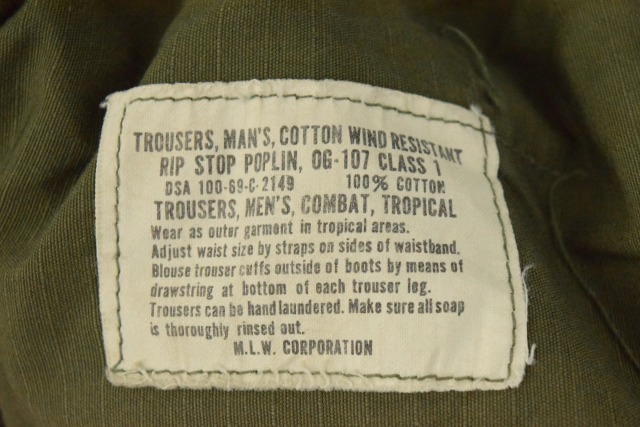 TROUSERS, MAN'S, COTTON WIND RESISTANT
RIP STOP POPLIN, OG-107 CLASS 1
DSA 100-69-C-2149 100% COTTON
TROUSERS, MEN'S, COMBAT, TROPICAL
Wear as outer garment in tropical areas.
Adjust waist size by straps on sides of waistband.
Blouse trouser cuffs outside of boots by means of
drawstring at bottom of each trouser leg.
Trousers can be hand laundered. Make sure all soap
is thoroughly rinsed out.
M.L.W. CORPORATION